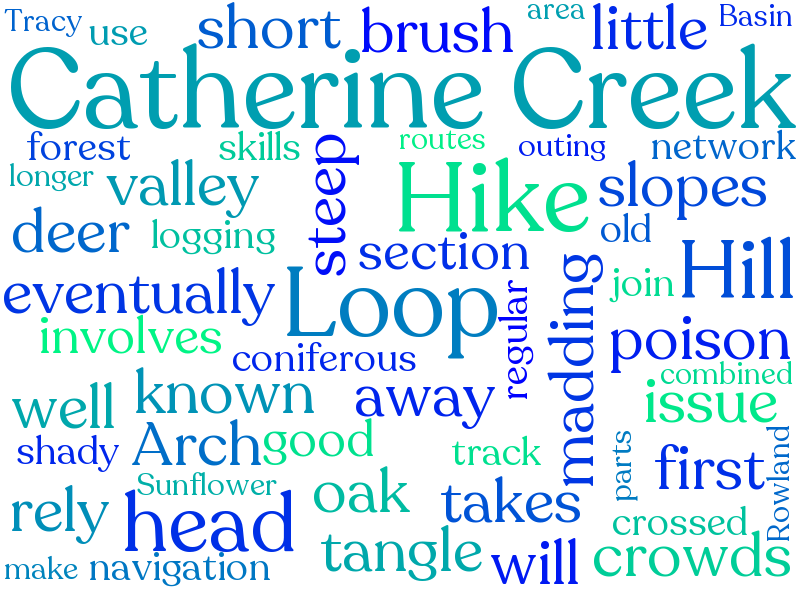 Tracy use short brush area little Basin
Catherine Creek
forest skills routes outing network
longer valley steep Hike slopes
deer logging section old
eventually Loop madding join Hill
involves coniferous regular poison
well known away combined issue
shady Arch good track parts first Rowland
Sunflower
rely head oak takes crossed
make navigation tangle will crowds